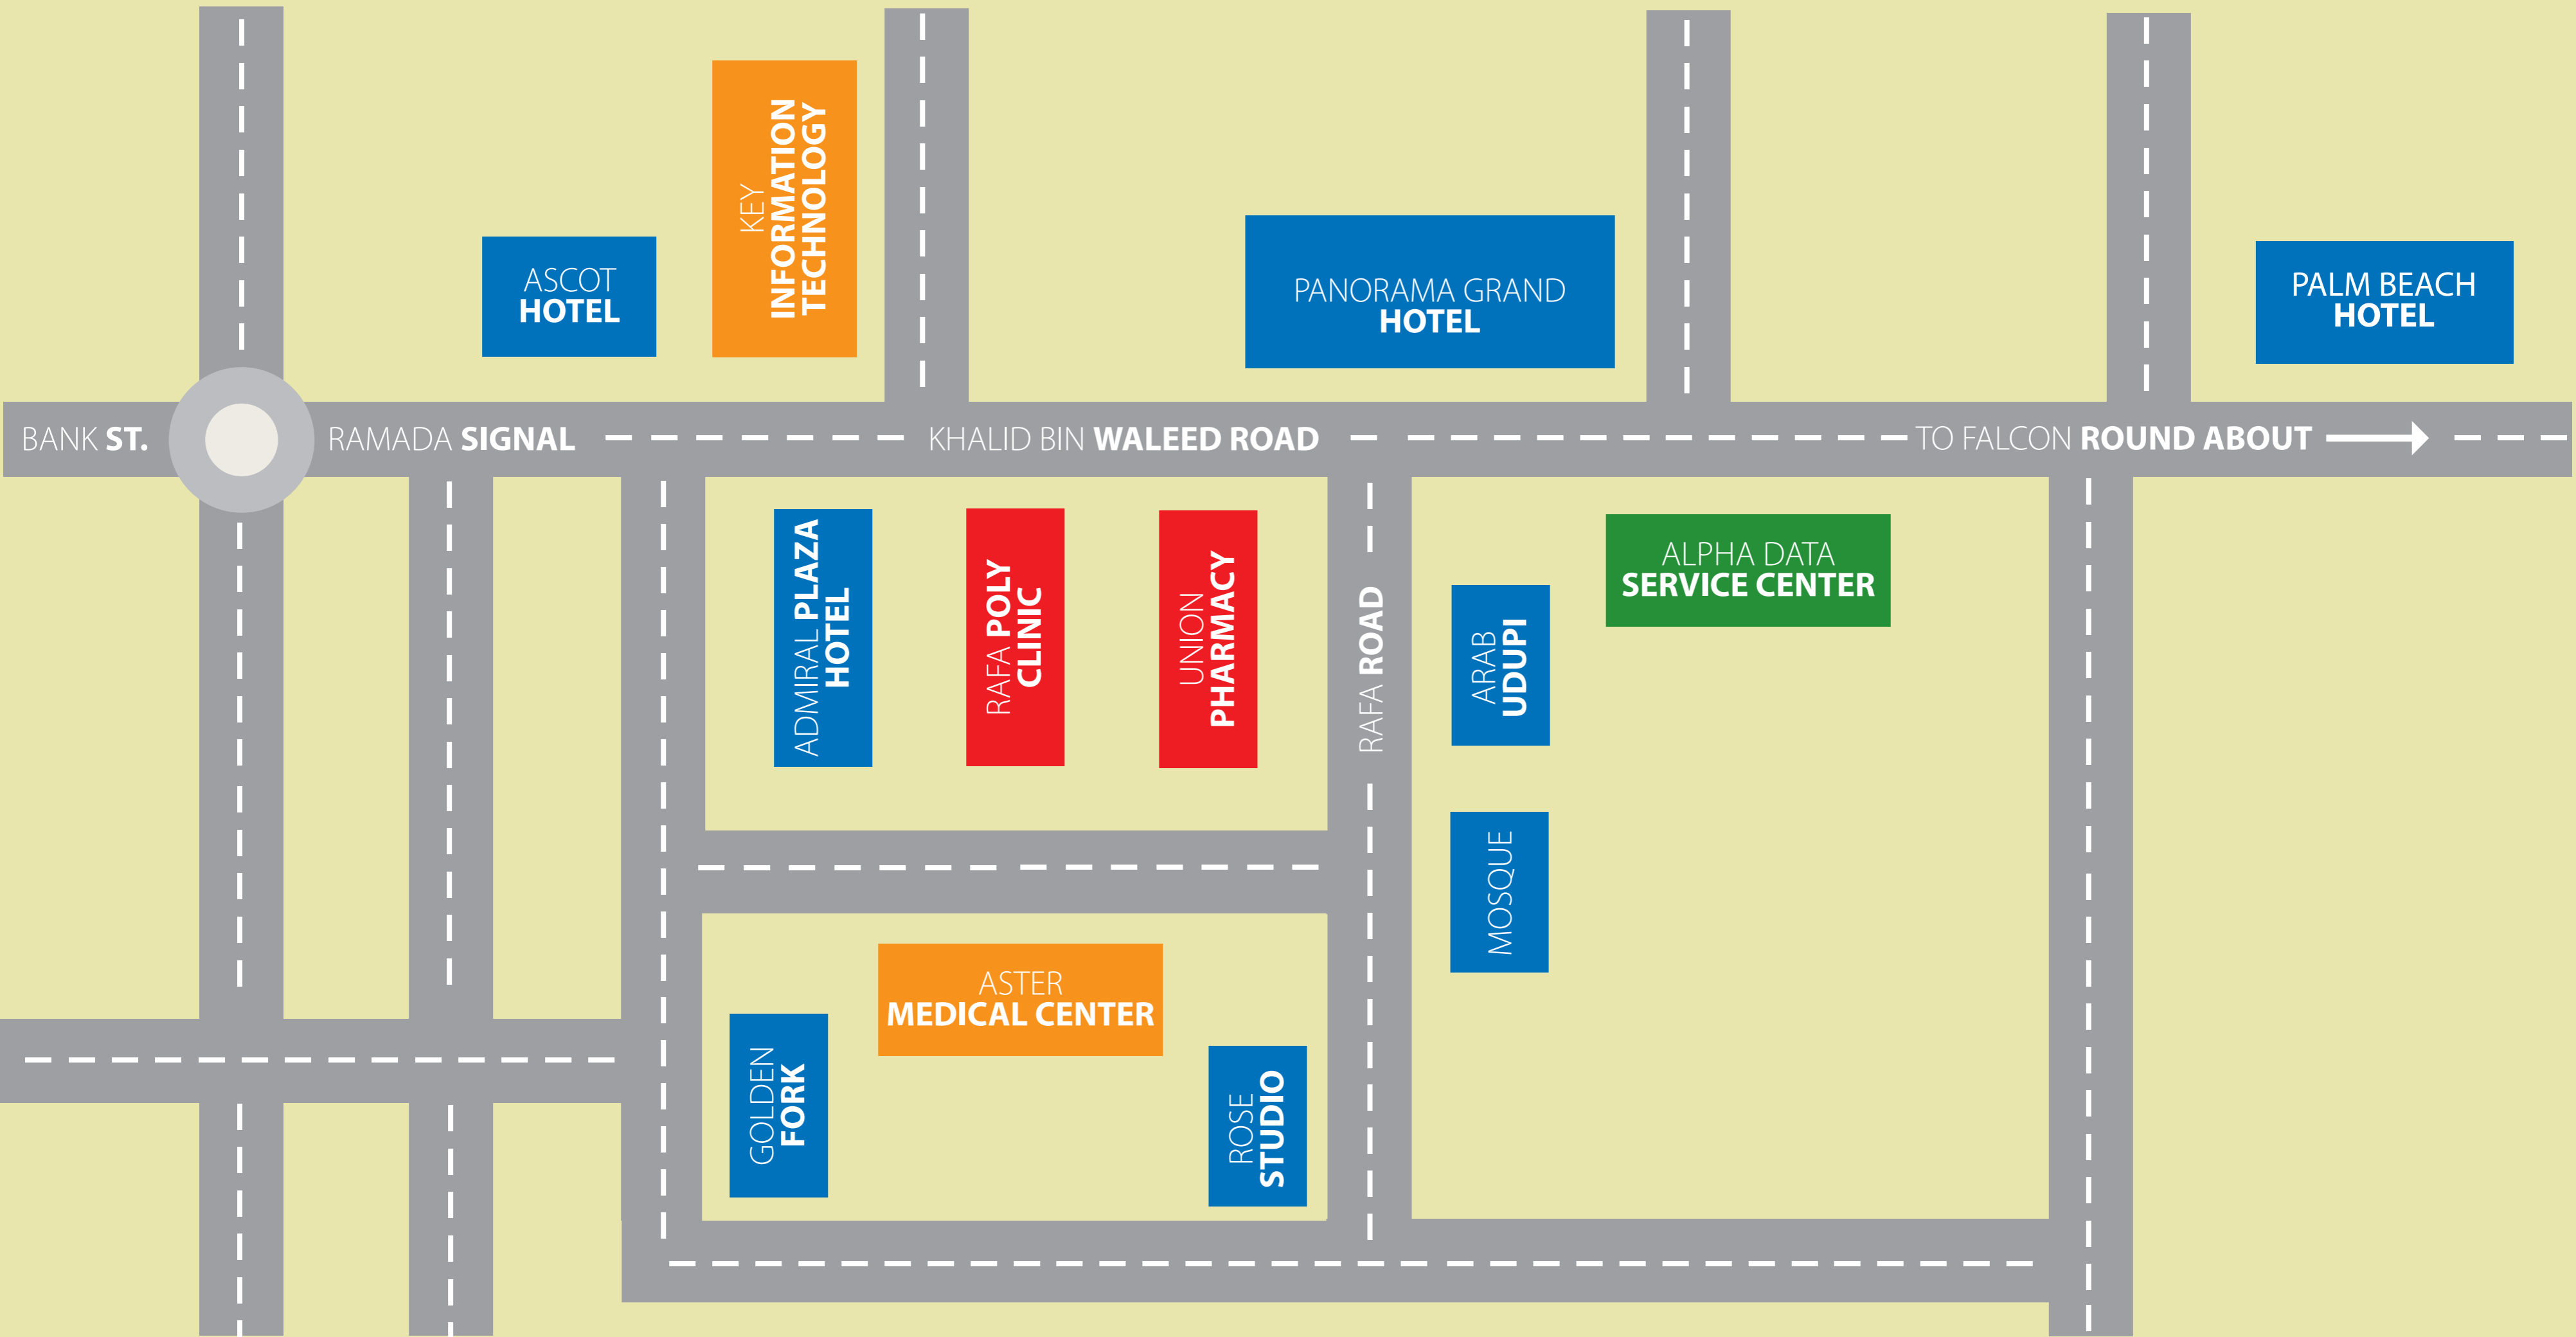 KEY
INFORMATION
TECHNOLOGY
ASCOT
HOTEL
PANORAMA GRAND
HOTEL
PALM BEACH
HOTEL
BANK ST.
RAMADA SIGNAL
KHALID BIN WALEED ROAD
TO FALCON ROUND ABOUT
ADMIRAL PLAZA
HOTEL
RAFA POLY
CLINIC
UNION
PHARMACY
RAFA ROAD
ARAB
UDUPI
ALPHA DATA
SERVICE CENTER
MOSQUE
ASTER
MEDICAL CENTER
GOLDEN
FORK
ROSE
STUDIO